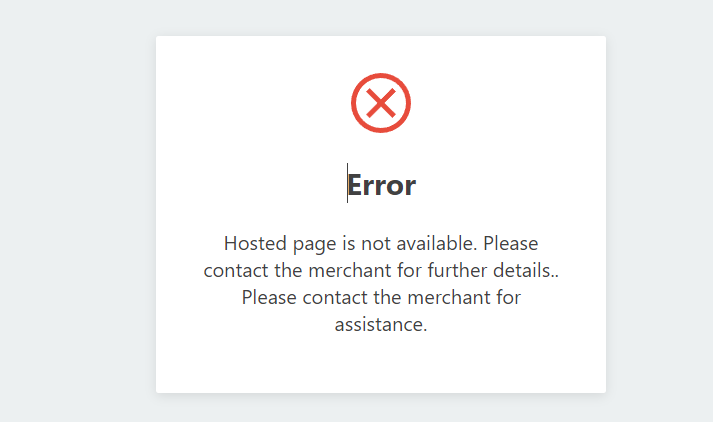 Error
Hosted page is not available. Please
contact the merchant for further details..
Please contact the merchant for
assistance.